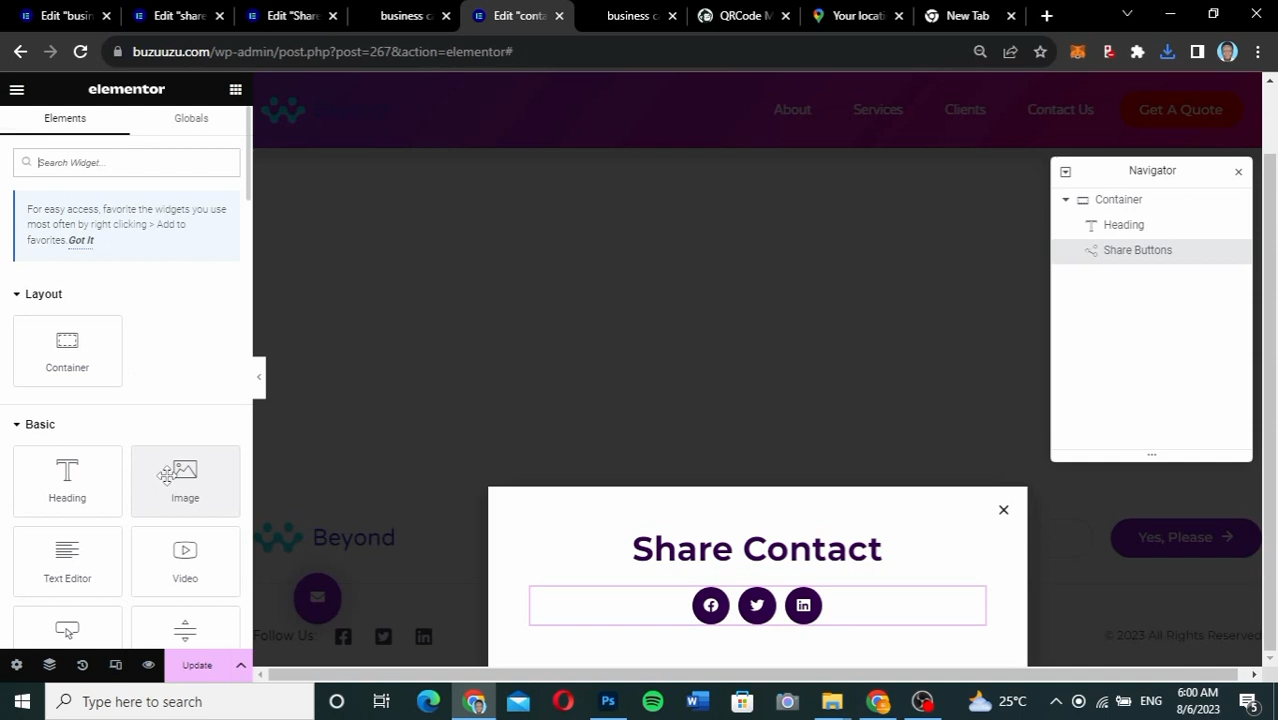 Edit "busin
Edit "share
Edit "Share
business ca
Edit "conta
business ca
QRCode M
Your locati
New Tab
buzuuzu.com/wp-admin/post.php?post=267&action=elementor#
elementor
Elements
Globals
Search Widget...
For easy access, favorite the widgets you use
most often by right clicking > Add to
favorites. Got It
Layout
Container
Basic
Heading
Image
Text Editor
Video
Update
About
Services
Clients
Contact Us
Get A Quote
Navigator
Container
Heading
Share Buttons
Share Contact
Beyond
Yes, Please
Follow Us:
© 2023 All Rights Reserved
Type here to search
25°C
ENG
6:00 AM
8/6/2023
5